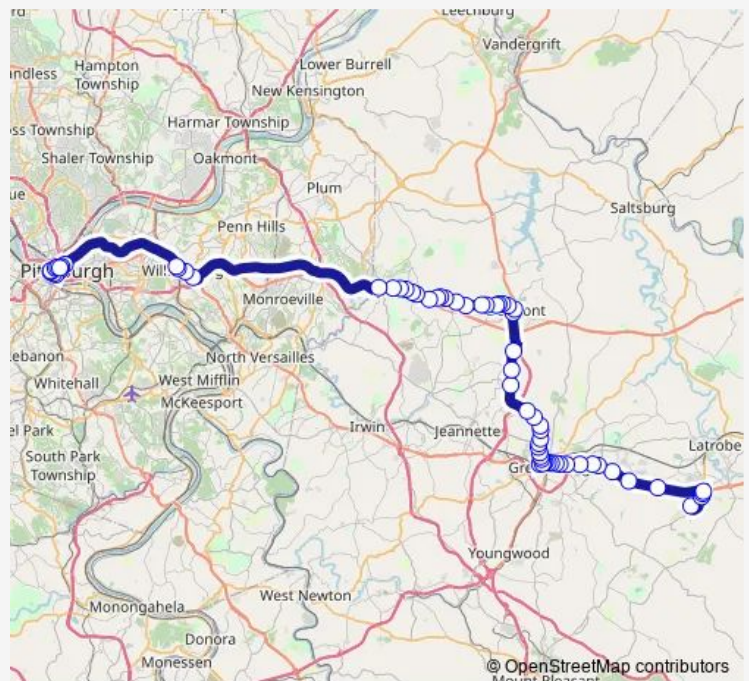 Leechburg
Vandergrift
Hampton
Township
Lower Burrell
New Kensington
Harmar Township
Shaler Township
Oakmont
Plum
Saltsburg
Penn Hills
Monroeville
North Versailles
Whitehall
West Mifflin
McKeesport
Irwin
Jeannette
Latrobe
South Park
Township
Youngwood
West Newton
Monongahela
Donora
Monessen
© OpenStreetMap contributors